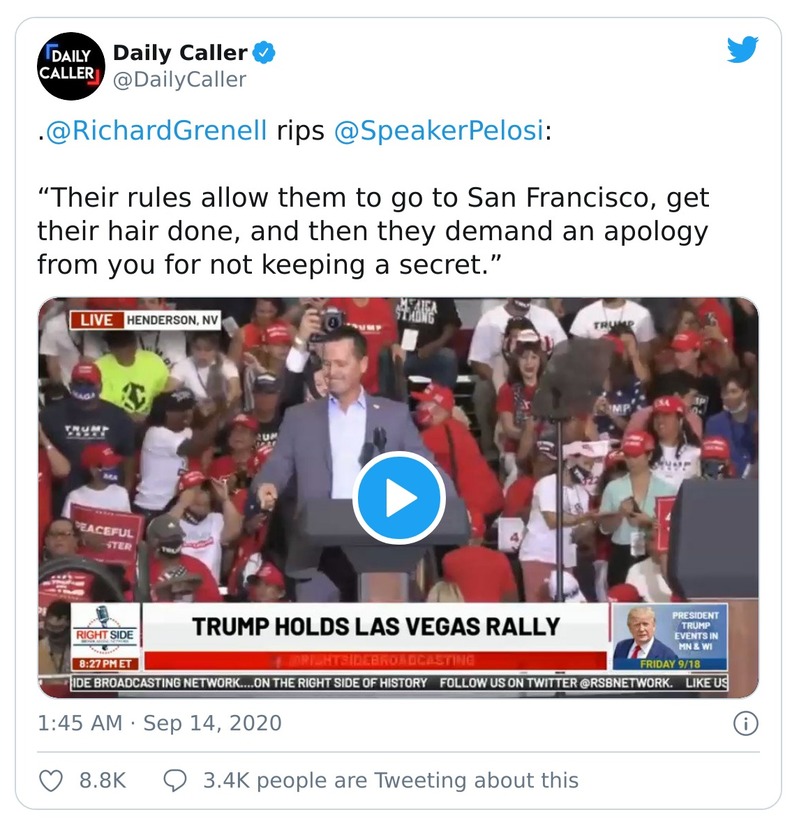 Daily Caller
@DailyCaller
DAILY
CALLER
.@RichardGrenell rips @SpeakerPelosi:
“Their rules allow them to go to San Francisco, get
their hair done, and then they demand an apology
from you for not keeping a secret.”
LIVE HENDERSON, NV
TRUMP
TRUMP
MAGA
TRUMP
PEACEFUL
RIGHT SIDE
8:27 PM ET
TRUMP HOLDS LAS VEGAS RALLY
@RIGHTSIDEBROADCASTING
PRESIDENT
TRUMP
EVENTS IN
MN & WI
FRIDAY 9/18
IDE BROADCASTING NETWORK....ON THE RIGHT SIDE OF HISTORY FOLLOW US ON TWITTER @RSBNETWORK. LIKE US
1:45 AM · Sep 14, 2020
8.8K
3.4K people are Tweeting about this